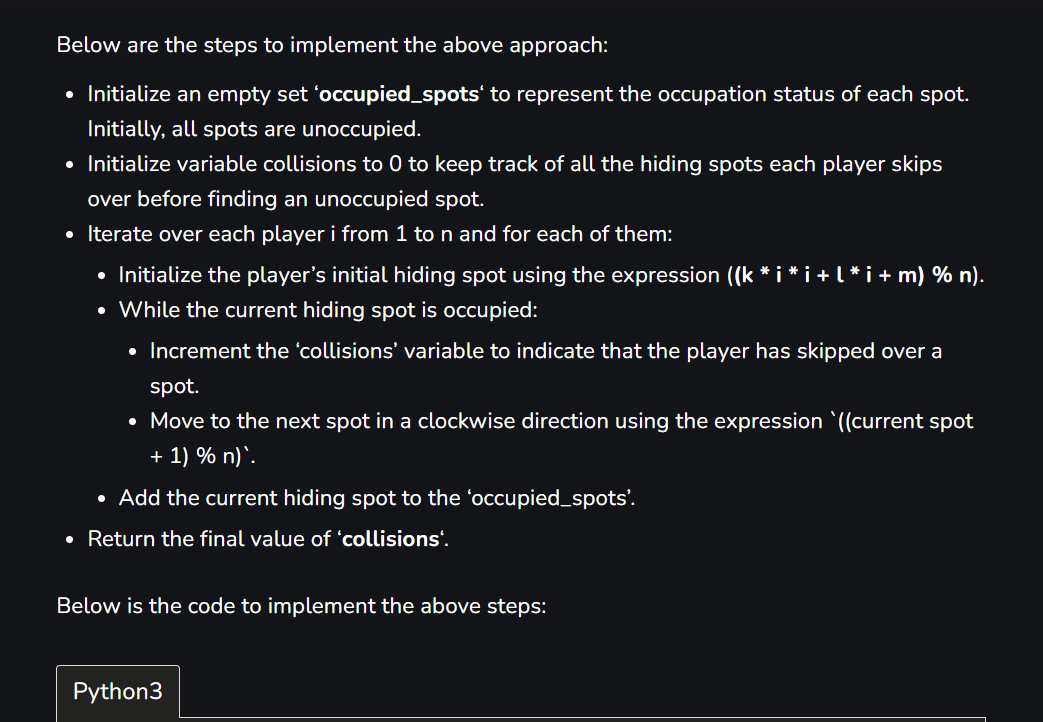 Below are the steps to implement the above approach:
• Initialize an empty set ‘occupied_spots‘ to represent the occupation status of each spot.
Initially, all spots are unoccupied.
• Initialize variable collisions to 0 to keep track of all the hiding spots each player skips
over before finding an unoccupied spot.
• Iterate over each player i from 1 to n and for each of them:
• Initialize the player’s initial hiding spot using the expression ((k * i * i + l * i + m) % n).
• While the current hiding spot is occupied:
• Increment the ‘collisions’ variable to indicate that the player has skipped over a
spot.
• Move to the next spot in a clockwise direction using the expression `((current spot
+ 1) % n)`.
• Add the current hiding spot to the ‘occupied_spots’.
• Return the final value of ‘collisions‘.
Below is the code to implement the above steps:
Python3